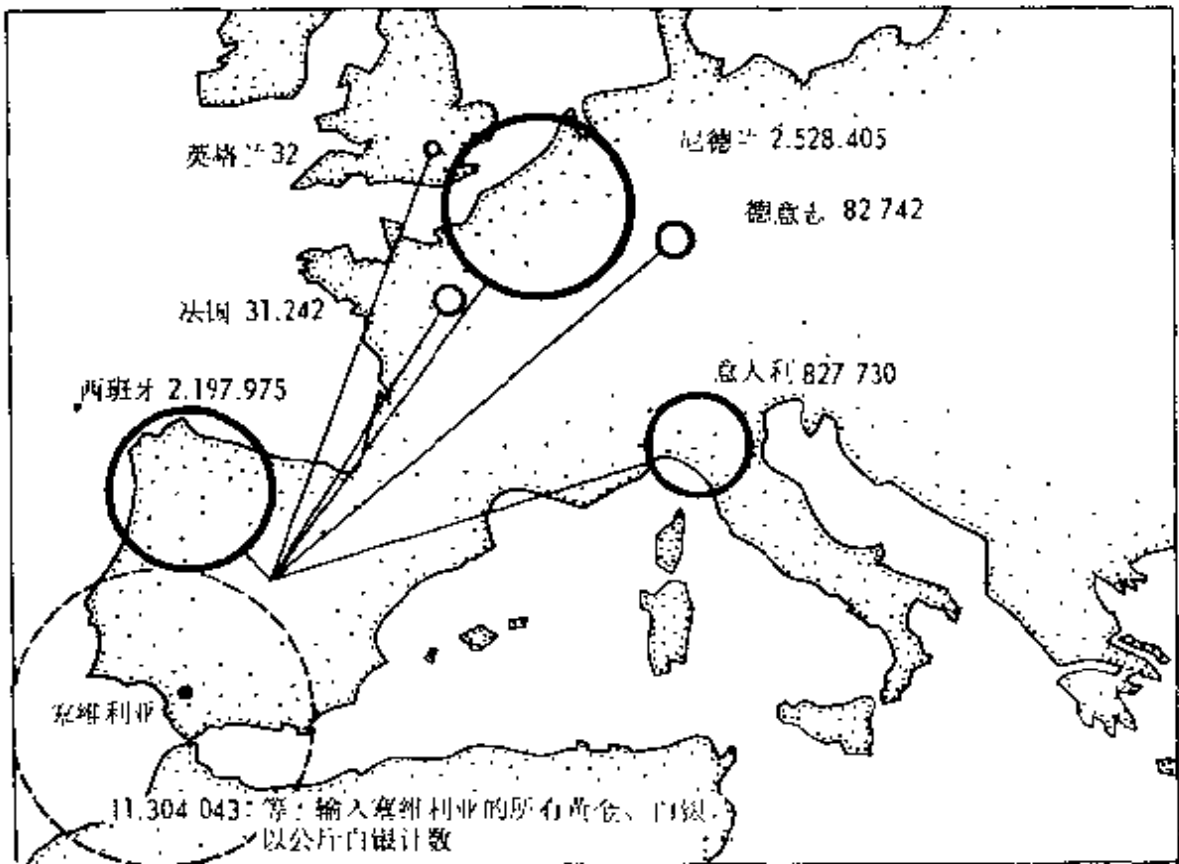 英格兰 32
尼德兰 2.528.405
德意志 82 742
法国 31.242
意大利 827 730
西班牙 2.197.975
塞维利亚
11.304 043: 等于输入塞维利亚的所有黄金、白银,
以公斤白银计数